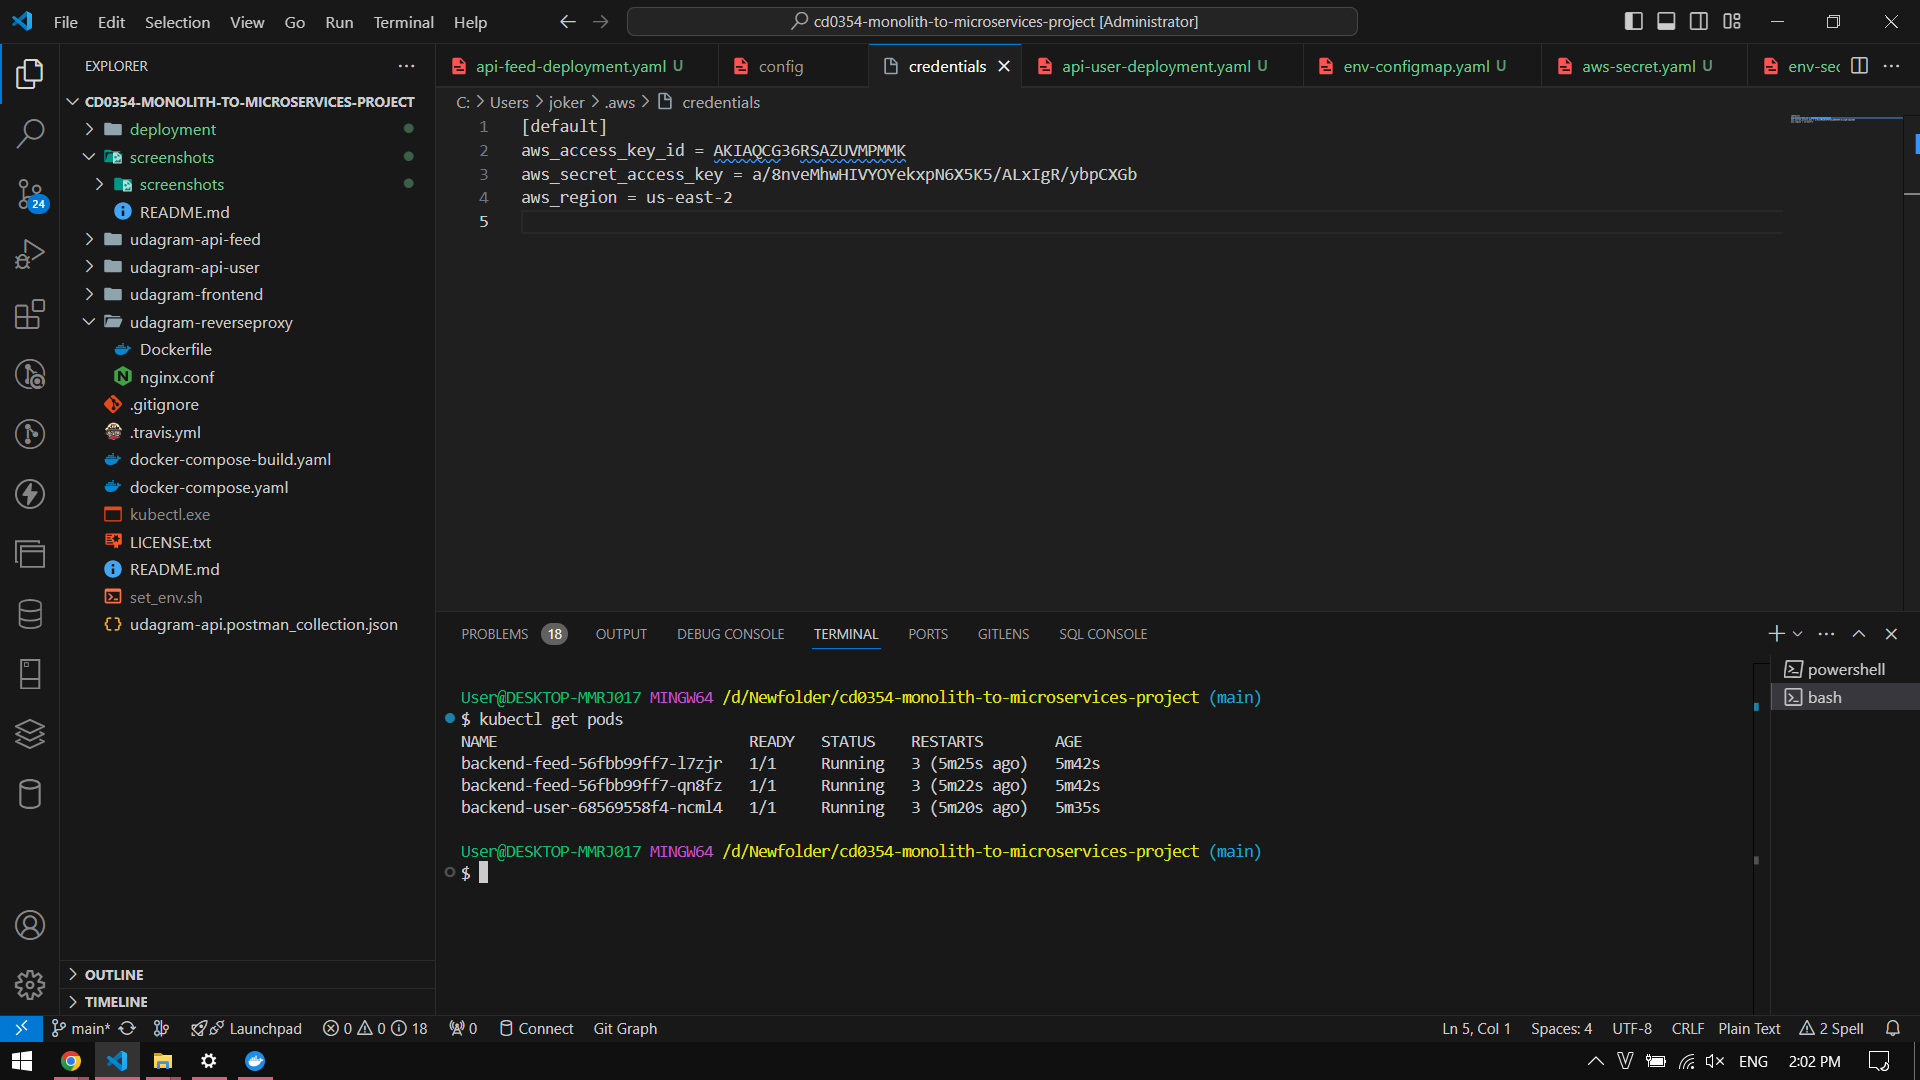 File Edit Selection View Go Run Terminal Help
cd0354-monolith-to-microservices-project [Administrator]
EXPLORER
api-feed-deployment.yaml U
config
credentials
api-user-deployment.yaml U
env-configmap.yaml U
aws-secret.yaml U
env-sec
CD0354-MONOLITH-TO-MICROSERVICES-PROJECT
deployment
screenshots
screenshots
README.md
udagram-api-feed
udagram-api-user
udagram-frontend
udagram-reverseproxy
Dockerfile
nginx.conf
.gitignore
.travis.yml
docker-compose-build.yaml
docker-compose.yaml
kubectl.exe
LICENSE.txt
README.md
set_env.sh
udagram-api.postman_collection.json
OUTLINE
TIMELINE
24
C: > Users > joker > .aws > credentials
1 [default]
2 aws_access_key_id = AKIAQCG36RSAZUVMPMMK
3 aws_secret_access_key = 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
4 aws_region = us-east-2
5
PROBLEMS 18 OUTPUT DEBUG CONSOLE TERMINAL PORTS GITLENS SQL CONSOLE
powershell
bash
User@DESKTOP-MMRJ017 MINGW64 /d/Newfolder/cd0354-monolith-to-microservices-project (main)
$ kubectl get pods
NAME READY STATUS RESTARTS AGE
backend-feed-56fbb99ff7-l7zjr 1/1 Running 3 (5m25s ago) 5m42s
backend-feed-56fbb99ff7-qn8fz 1/1 Running 3 (5m22s ago) 5m42s
backend-user-68569558f4-ncml4 1/1 Running 3 (5m20s ago) 5m35s
User@DESKTOP-MMRJ017 MINGW64 /d/Newfolder/cd0354-monolith-to-microservices-project (main)
$
main* Launchpad 0 0 18 0 Connect Git Graph Ln 5, Col 1 Spaces: 4 UTF-8 CRLF Plain Text 2 Spell
ENG 2:02 PM